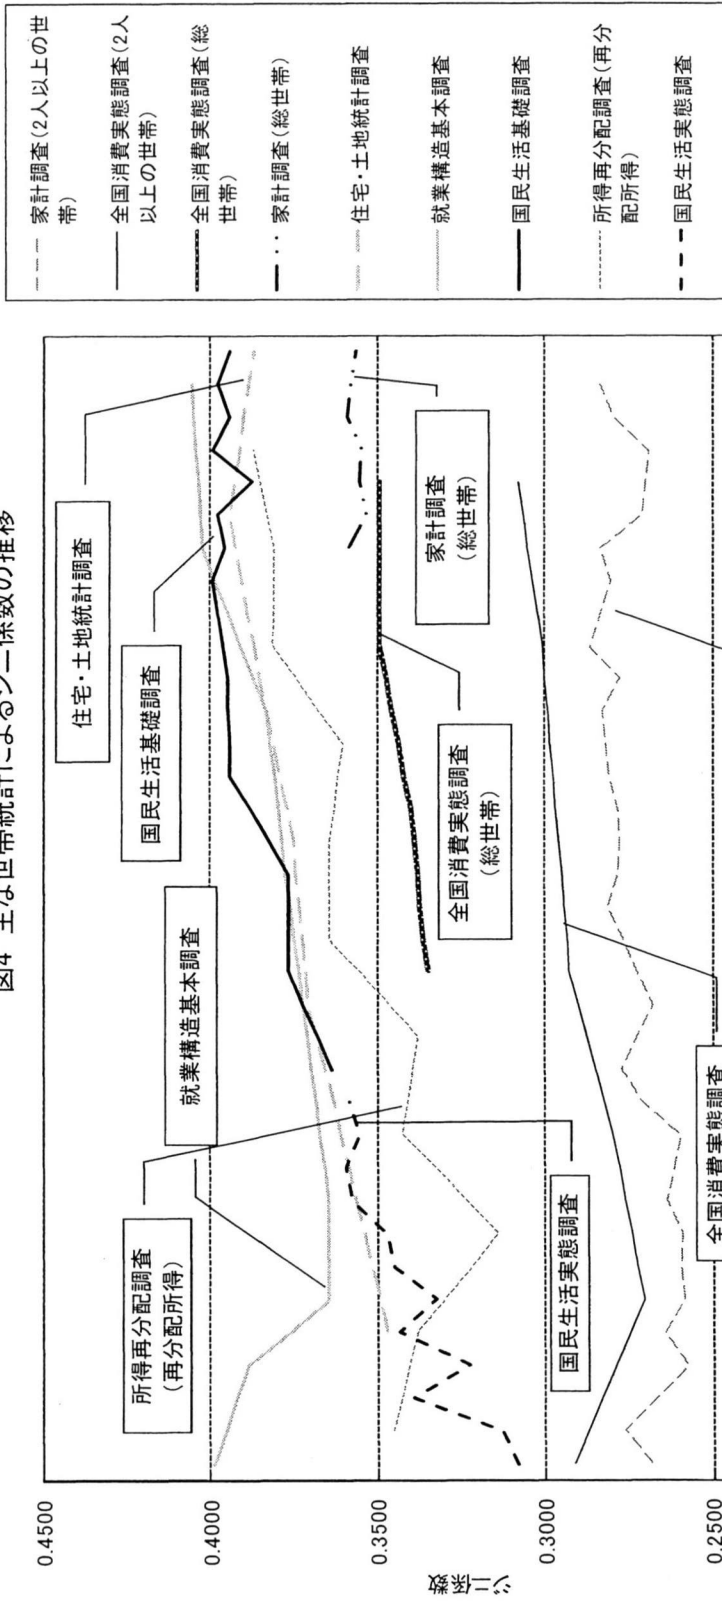 図4 主な世帯統計によるジニ係数の推移
ジニ係数
0.4500
0.4000
0.3500
0.3000
0.2500
所得再分配調査
(再分配所得)
就業構造基本調査
国民生活基礎調査
住宅・土地統計調査
国民生活実態調査
全国消費実態調査
(総世帯)
家計調査
(総世帯)
全国消費実態調査
家計調査(2人以上の世
帯)
全国消費実態調査(2人
以上の世帯)
全国消費実態調査(総
世帯)
家計調査(総世帯)
住宅・土地統計調査
就業構造基本調査
国民生活基礎調査
所得再分配調査(再分
配所得)
国民生活実態調査